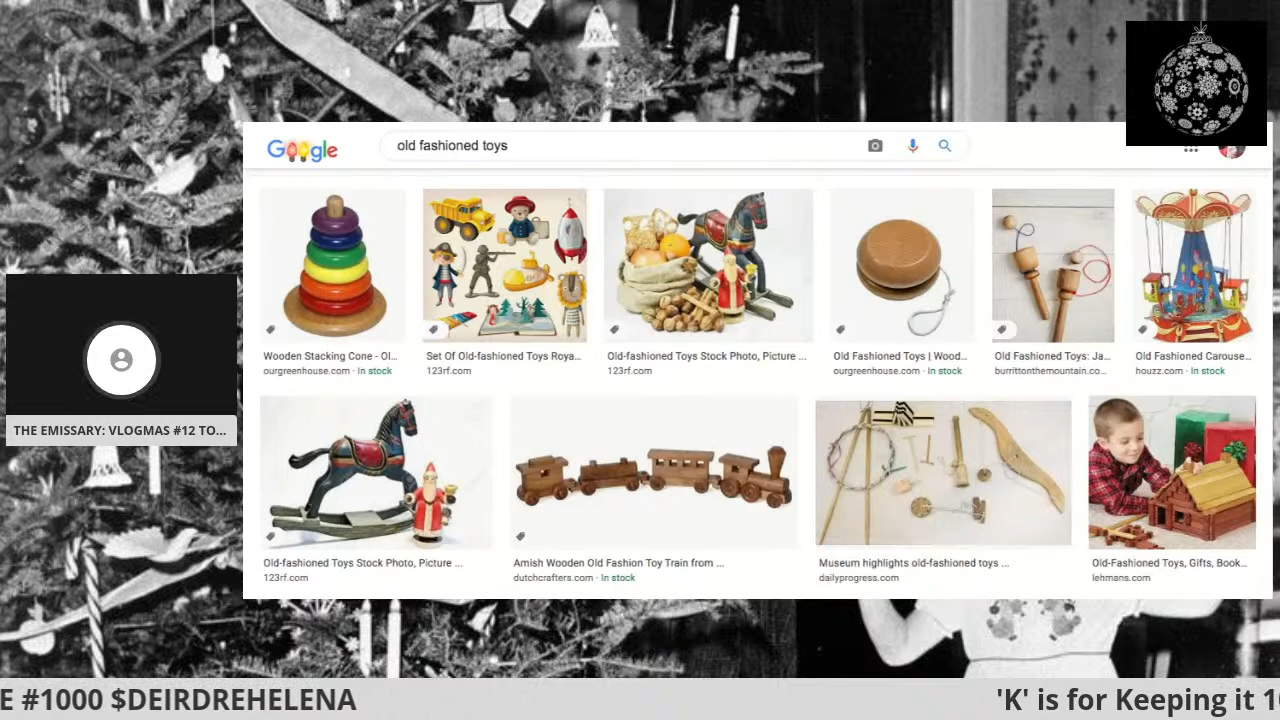 Google
old fashioned toys
Wooden Stacking Cone - Ol...
ourgreenhouse.com · In stock
Set Of Old-fashioned Toys Roya...
123rf.com
Old-fashioned Toys Stock Photo, Picture ...
123rf.com
Old Fashioned Toys | Wood...
ourgreenhouse.com · In stock
Old Fashioned Toys: Ja...
burrittonthemountain.co...
Old Fashioned Carouse...
houzz.com · In stock
THE EMISSARY: VLOGMAS #12 TO...
Old-fashioned Toys Stock Photo, Picture ...
123rf.com
Amish Wooden Old Fashion Toy Train from ...
dutchcrafters.com · In stock
Museum highlights old-fashioned toys ...
dailyprogress.com
Old-Fashioned Toys, Gifts, Book...
lehmans.com
E #1000 $DEIRDREHELENA
'K' is for Keeping it 10